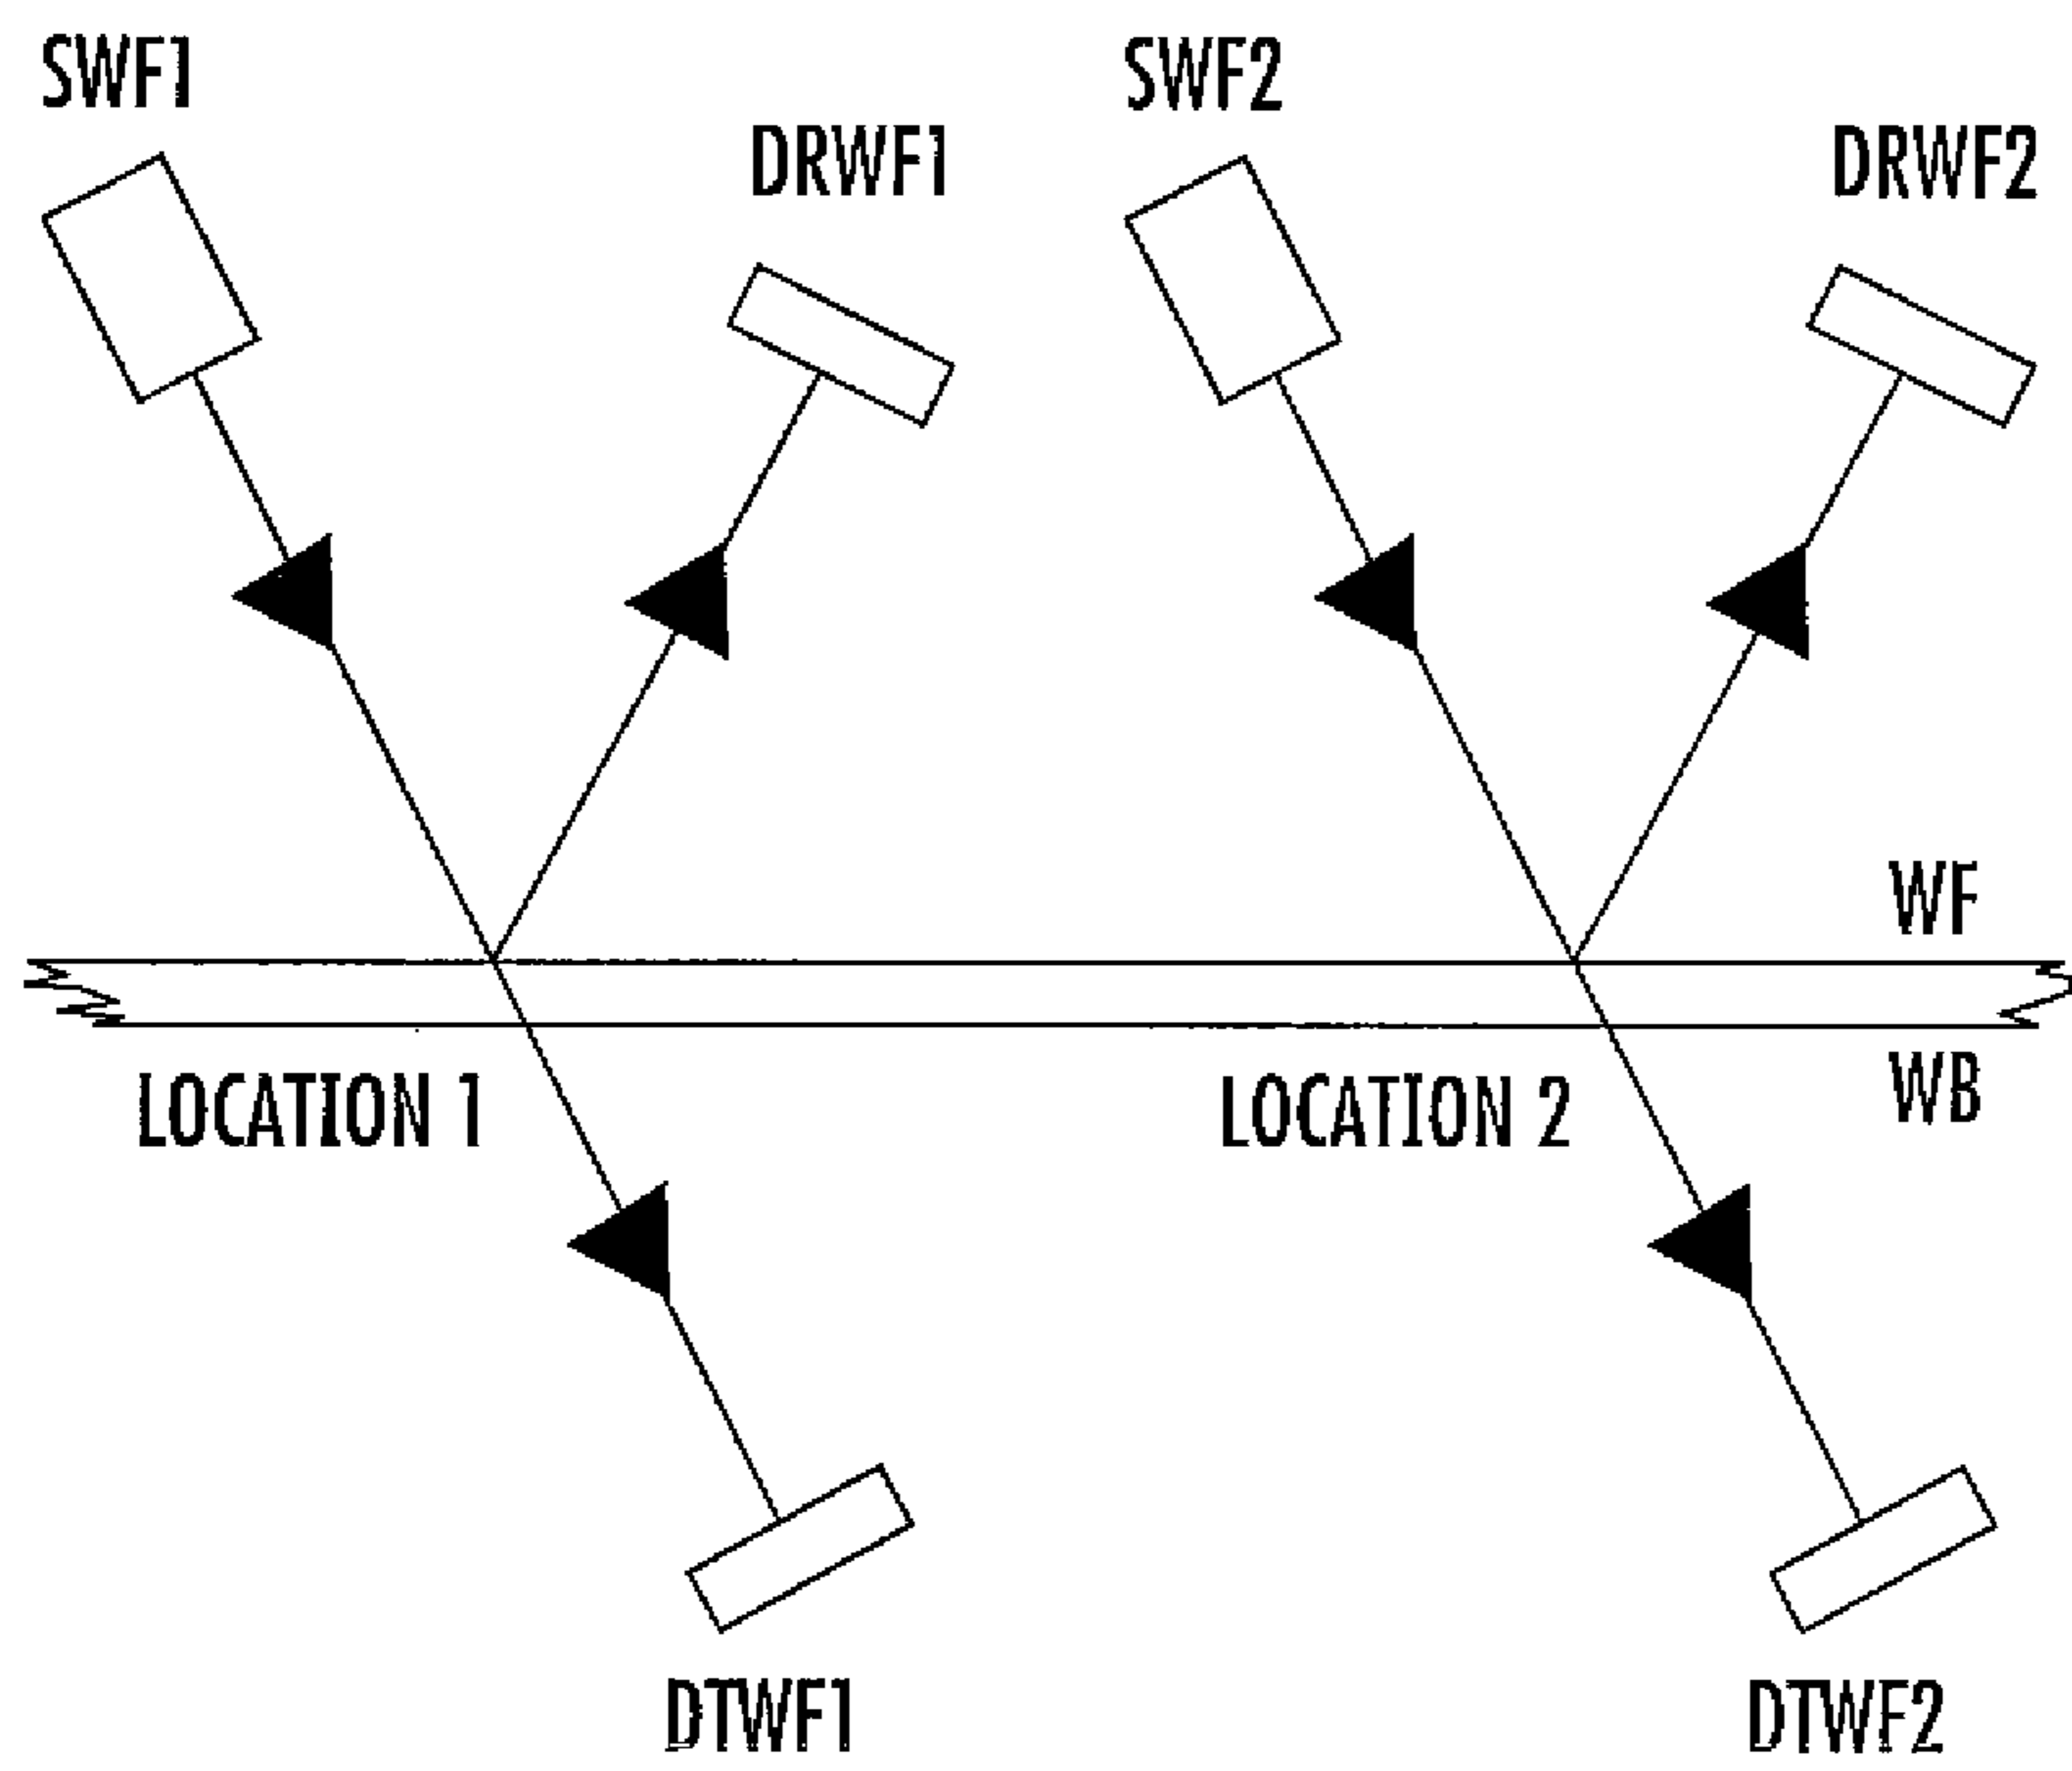 SWF1
SWF2
DRWF1
DRWF2
WF
LOCATION 1
LOCATION 2
WB
DTWF1
DTWF2